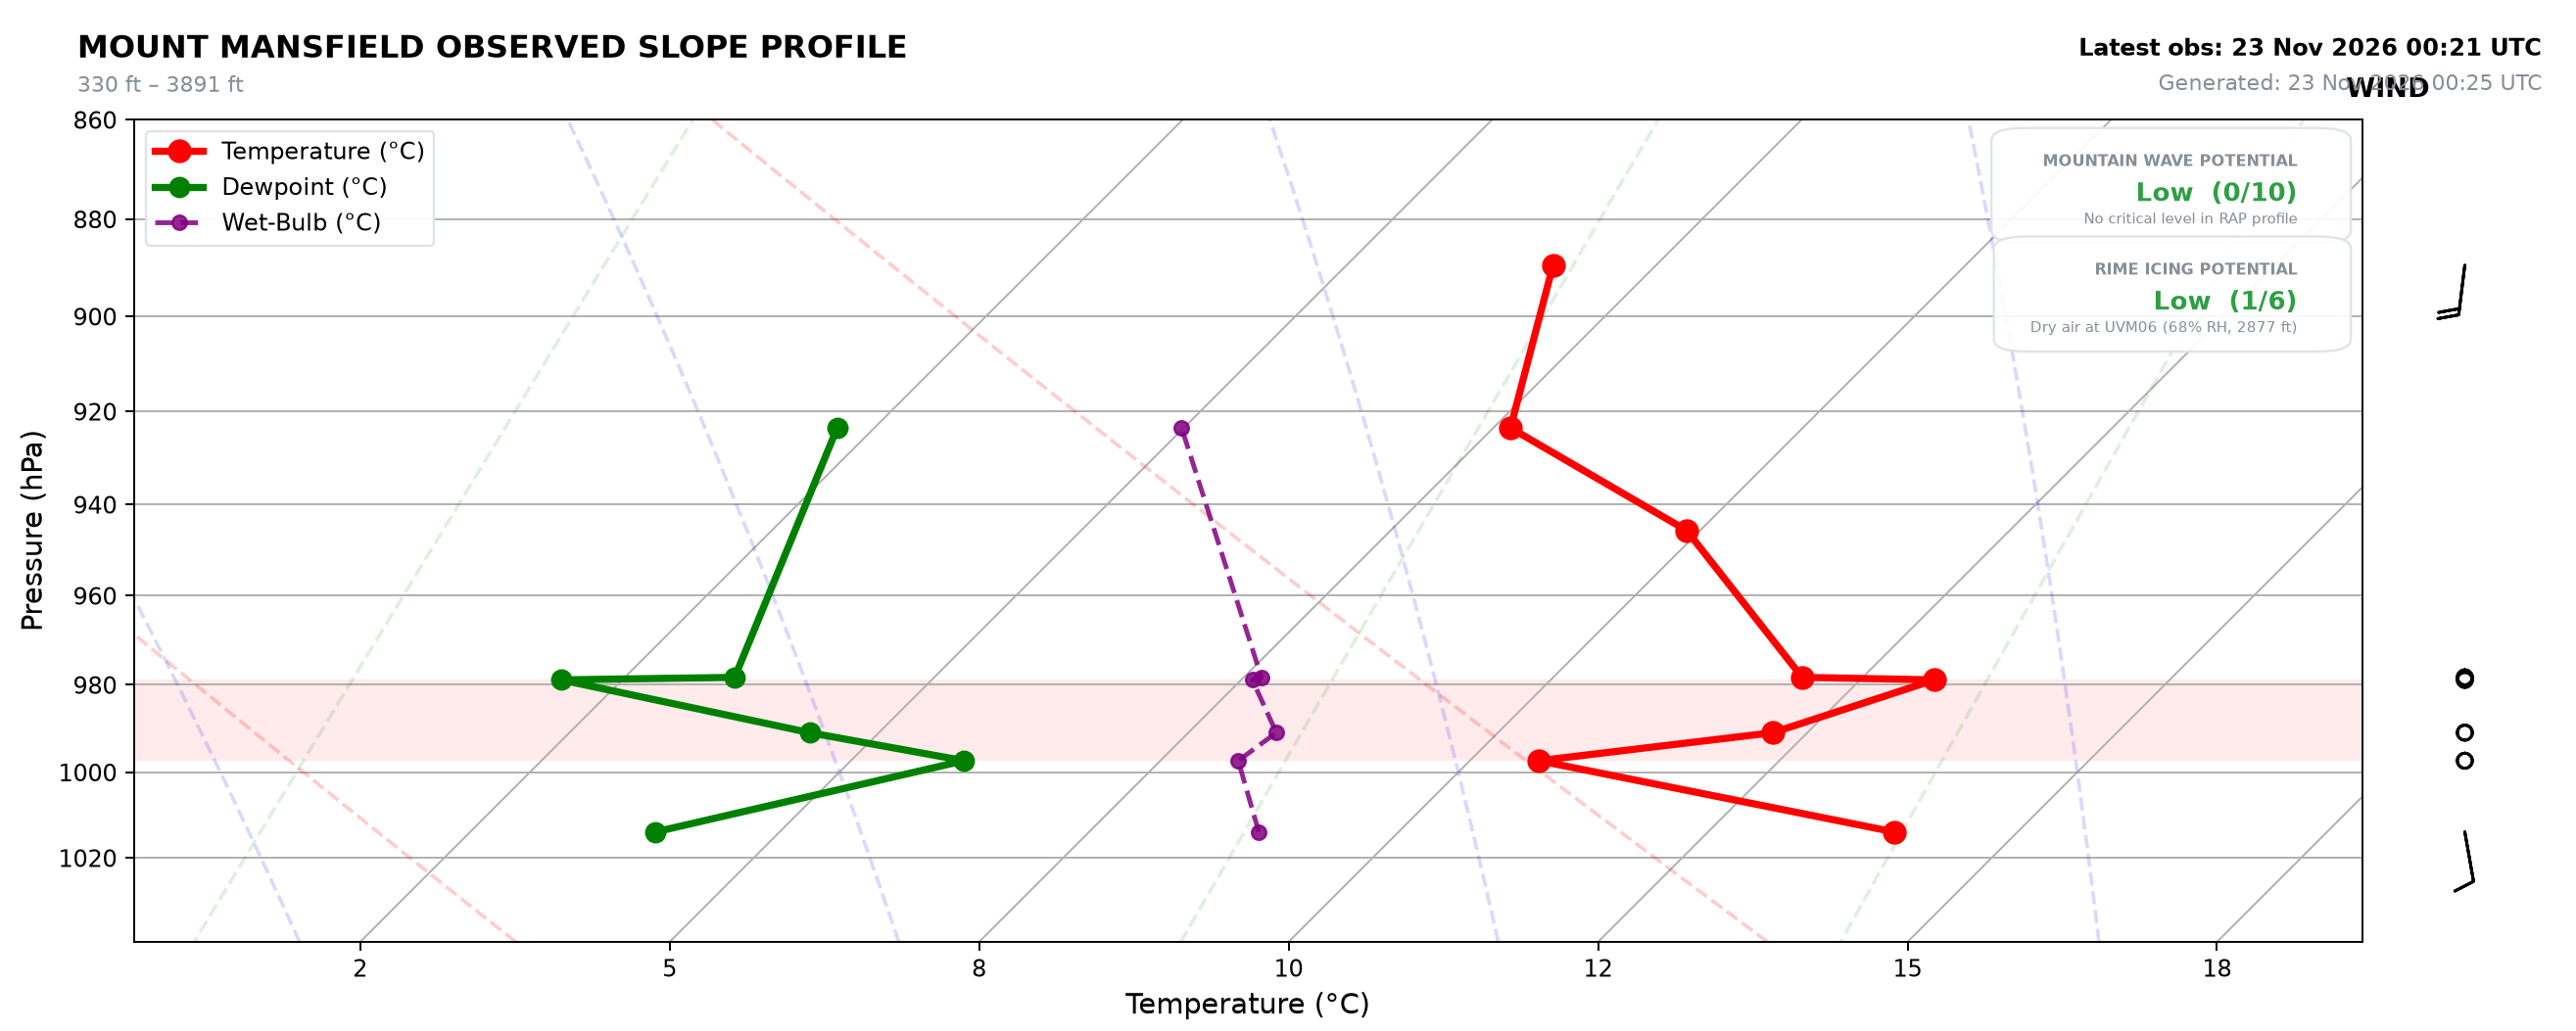 MOUNT MANSFIELD OBSERVED SLOPE PROFILE
330 ft – 3891 ft
Latest obs: 23 Nov 2026 00:21 UTC
Generated: 23 Nov 2026 00:25 UTC
WIND
Temperature (°C)
Dewpoint (°C)
Wet-Bulb (°C)
MOUNTAIN WAVE POTENTIAL
Low (0/10)
No critical level in RAP profile
RIME ICING POTENTIAL
Low (1/6)
Dry air at UVM06 (68% RH, 2877 ft)
Pressure (hPa)
860
880
900
920
940
960
980
1000
1020
2 5 8 10 12 15 18
Temperature (°C)